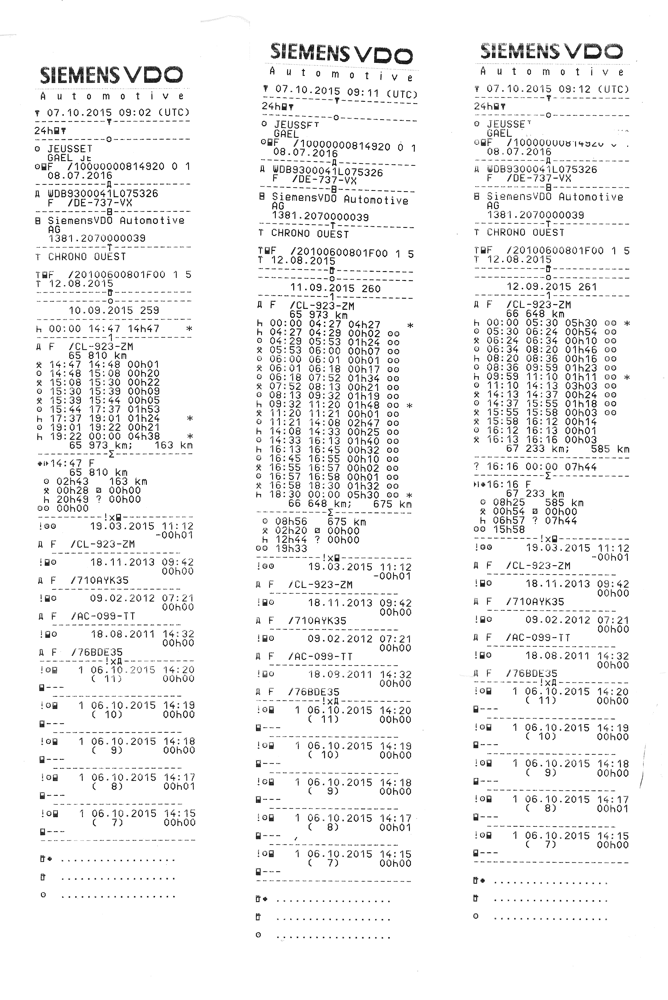 SIEMENS VDO
Automotive
07.10.2015 09:02 (UTC)
24h
JEUSSET
GAEL
F /10000000814920 0 1
08.07.2016
WDB9300041L075326
F /DE-737-VX
SiemensVDO Automotive
AG
1381.2070000039
T CHRONO OUEST
T F /20100600801F00 1 5
T 12.08.2015
10.09.2015 259
h 00:00 14:47 14h47 *
1
A F /CL-923-ZM
65 810 km
14:47 14:48 00h01
14:48 15:08 00h20
15:08 15:30 00h22
15:30 15:39 00h09
15:39 15:44 00h05
15:44 17:37 01h53
h 17:37 19:01 01h24 *
19:01 19:22 00h21
h 19:22 00:00 04h38 *
65 973 km; 163 km
Σ
14:47 F
65 810 km
02h43 163 km
00h28 00h00
h 20h49 ? 00h00
00h00
!x
! 19.03.2015 11:12
-00h01
A F /CL-923-ZM
! 18.11.2013 09:42
00h00
A F /710AYK35
! 09.02.2012 07:21
00h00
A F /AC-099-TT
! 18.08.2011 14:32
00h00
A F /76BDE35
!xA
! 1 06.10.2015 14:20
( 11) 00h00
---
! 1 06.10.2015 14:19
( 10) 00h00
---
! 1 06.10.2015 14:18
( 9) 00h00
---
! 1 06.10.2015 14:17
( 8) 00h01
---
! 1 06.10.2015 14:15
( 7) 00h00
---
SIEMENS VDO
Automotive
07.10.2015 09:11 (UTC)
24h
JEUSSET
GAEL
F /10000000814920 0 1
08.07.2016
A WDB9300041L075326
F /DE-737-VX
SiemensVDO Automotive
AG
1381.2070000039
T CHRONO OUEST
T F /20100600801F00 1 5
T 12.08.2015
11.09.2015 260
1
A F /CL-923-ZM
65 973 km
h 00:00 04:27 04h27 *
h 04:27 04:29 00h02 oo
04:29 05:53 01h24 oo
05:53 06:00 00h07 oo
06:00 06:01 00h01 oo
06:01 06:18 00h17 oo
06:18 07:52 01h34 oo
07:52 08:13 00h21 oo
08:13 09:32 01h19 oo
h 09:32 11:20 01h48 oo *
11:20 11:21 00h01 oo
11:21 14:08 02h47 oo
h 14:08 14:33 00h25 oo
14:33 16:13 01h40 oo
h 16:13 16:45 00h32 oo
16:45 16:55 00h10 oo
16:55 16:57 00h02 oo
16:57 16:58 00h01 oo
16:58 18:30 01h32 oo
h 18:30 00:00 05h30 oo *
66 648 km; 675 km
Σ
08h56 675 km
02h20 00h00
h 12h44 ? 00h00
oo 19h33
!x
! 19.03.2015 11:12
-00h01
A F /CL-923-ZM
! 18.11.2013 09:42
00h00
A F /710AYK35
! 09.02.2012 07:21
00h00
A F /AC-099-TT
! 18.08.2011 14:32
00h00
A F /76BDE35
!xA
! 1 06.10.2015 14:20
( 11) 00h00
---
! 1 06.10.2015 14:19
( 10) 00h00
---
! 1 06.10.2015 14:18
( 9) 00h00
---
! 1 06.10.2015 14:17
( 8) 00h01
---
! 1 06.10.2015 14:15
( 7) 00h00
---
SIEMENS VDO
Automotive
07.10.2015 09:12 (UTC)
24h
JEUSSET
GAEL
F /10000000814920
08.07.2016
A WDB9300041L075326
F /DE-737-VX
SiemensVDO Automotive
AG
1381.2070000039
T CHRONO OUEST
T F /20100600801F00 1 5
T 12.08.2015
12.09.2015 261
1
A F /CL-923-ZM
66 648 km
h 00:00 05:30 05h30 oo *
05:30 06:24 00h54 oo
06:24 06:34 00h10 oo
06:34 08:20 01h46 oo
h 08:20 08:36 00h16 oo
08:36 09:59 01h23 oo
h 09:59 11:10 01h11 oo *
11:10 14:13 03h03 oo
14:13 14:37 00h24 oo
14:37 15:55 01h18 oo
15:55 15:58 00h03 oo
15:58 16:12 00h14
16:12 16:13 00h01
16:13 16:16 00h03
67 233 km; 585 km
? 16:16 00:00 07h44
Σ
16:16 F
67 233 km
08h25 585 km
00h54 00h00
h 06h57 ? 07h44
oo 15h58
!x
! 19.03.2015 11:12
-00h01
A F /CL-923-ZM
! 18.11.2013 09:42
00h00
A F /710AYK35
! 09.02.2012 07:21
00h00
A F /AC-099-TT
! 18.08.2011 14:32
00h00
A F /76BDE35
!xA
! 1 06.10.2015 14:20
( 11) 00h00
---
! 1 06.10.2015 14:19
( 10) 00h00
---
! 1 06.10.2015 14:18
( 9) 00h00
---
! 1 06.10.2015 14:17
( 8) 00h01
---
! 1 06.10.2015 14:15
( 7) 00h00
---